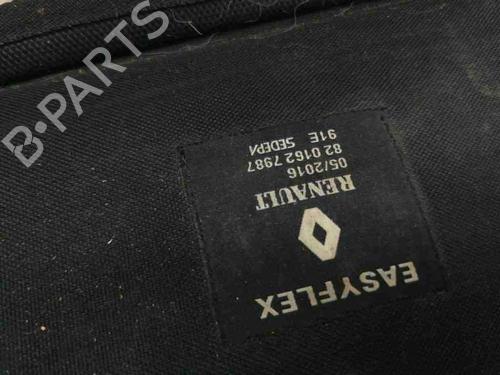 EASYFLEX
RENAULT
05/2016
82 0162 7987
91E SEDEPA
B-PARTS